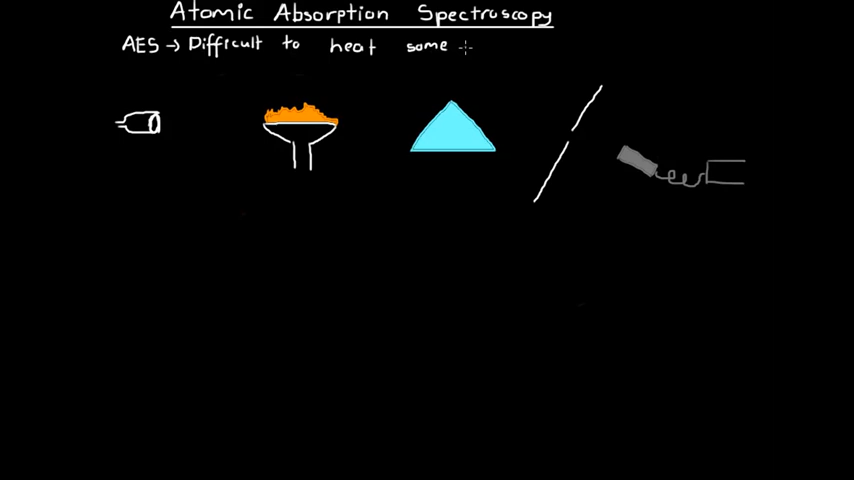 Atomic Absorption Spectroscopy
AES → Difficult to heat some